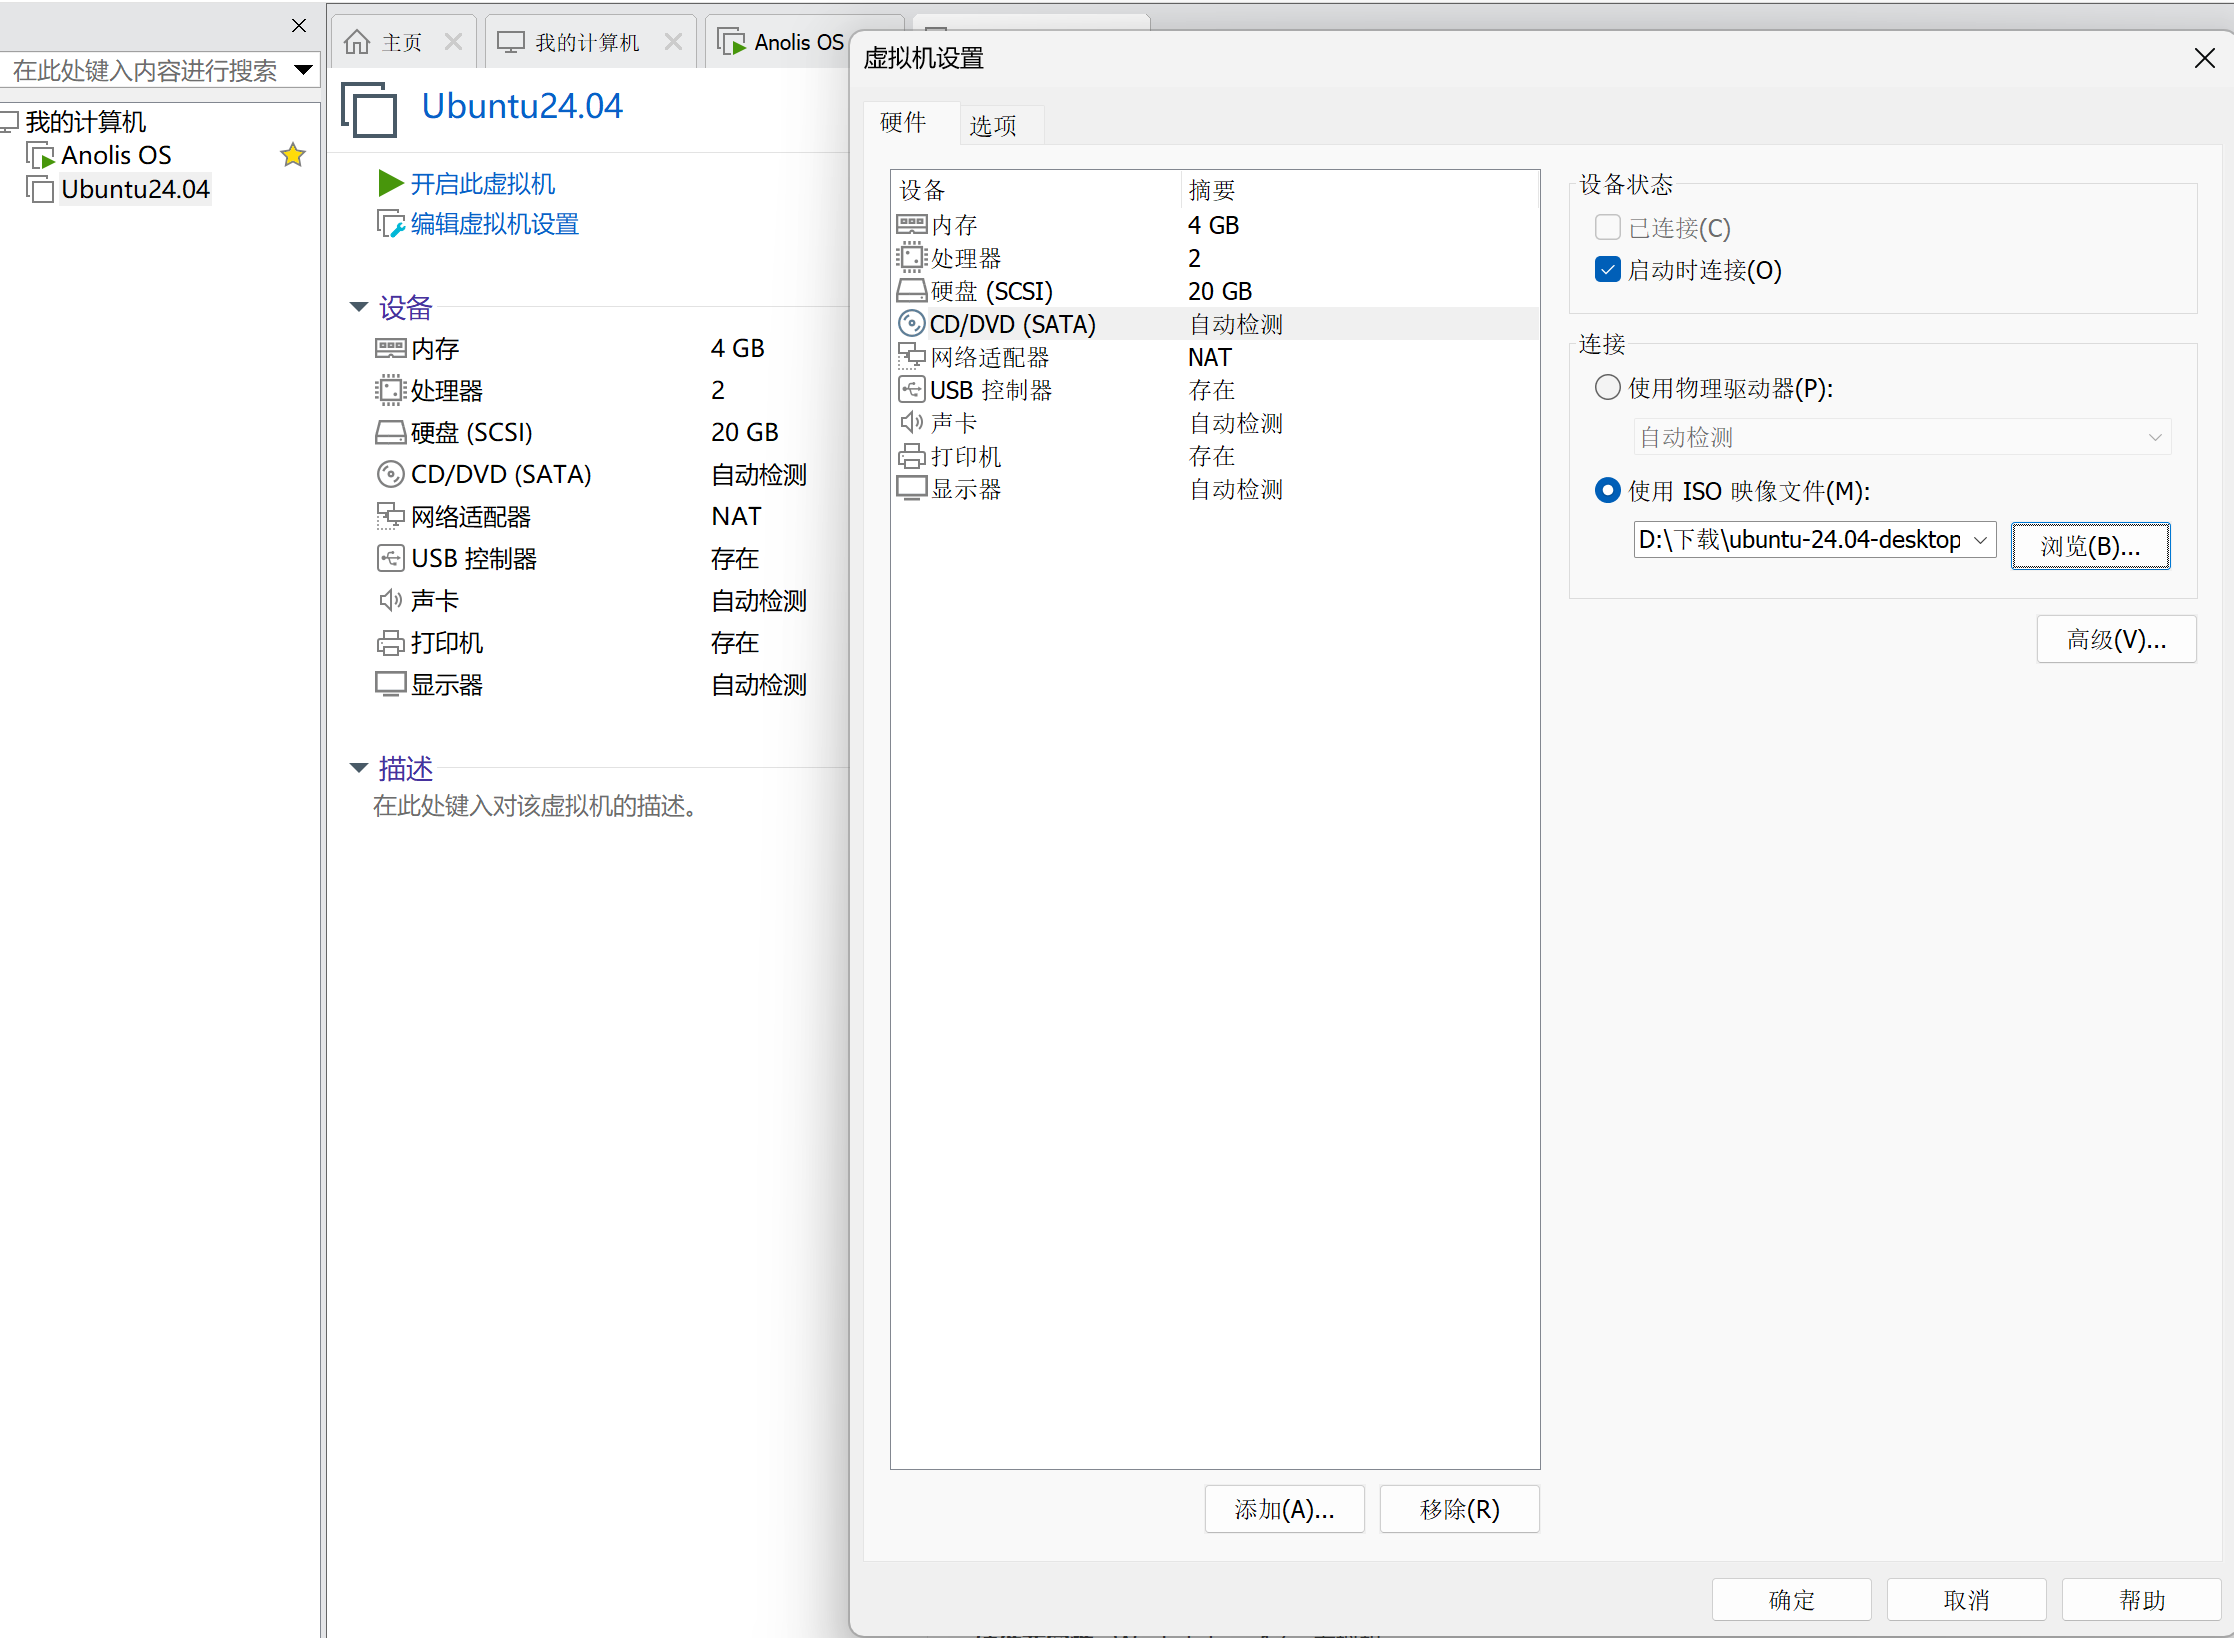 在此处键入内容进行搜索
我的计算机
Anolis OS
Ubuntu24.04
主页
我的计算机
Anolis OS
Ubuntu24.04
开启此虚拟机
编辑虚拟机设置
设备
内存 4 GB
处理器 2
硬盘 (SCSI) 20 GB
CD/DVD (SATA) 自动检测
网络适配器 NAT
USB 控制器 存在
声卡 自动检测
打印机 存在
显示器 自动检测
描述
在此处键入对该虚拟机的描述。
虚拟机设置
硬件
选项
设备 摘要
内存 4 GB
处理器 2
硬盘 (SCSI) 20 GB
CD/DVD (SATA) 自动检测
网络适配器 NAT
USB 控制器 存在
声卡 自动检测
打印机 存在
显示器 自动检测
添加(A)...
移除(R)
设备状态
已连接(C)
启动时连接(O)
连接
使用物理驱动器(P):
自动检测
使用 ISO 映像文件(M):
D:\下载\ubuntu-24.04-desktop
浏览(B)...
高级(V)...
确定
取消
帮助